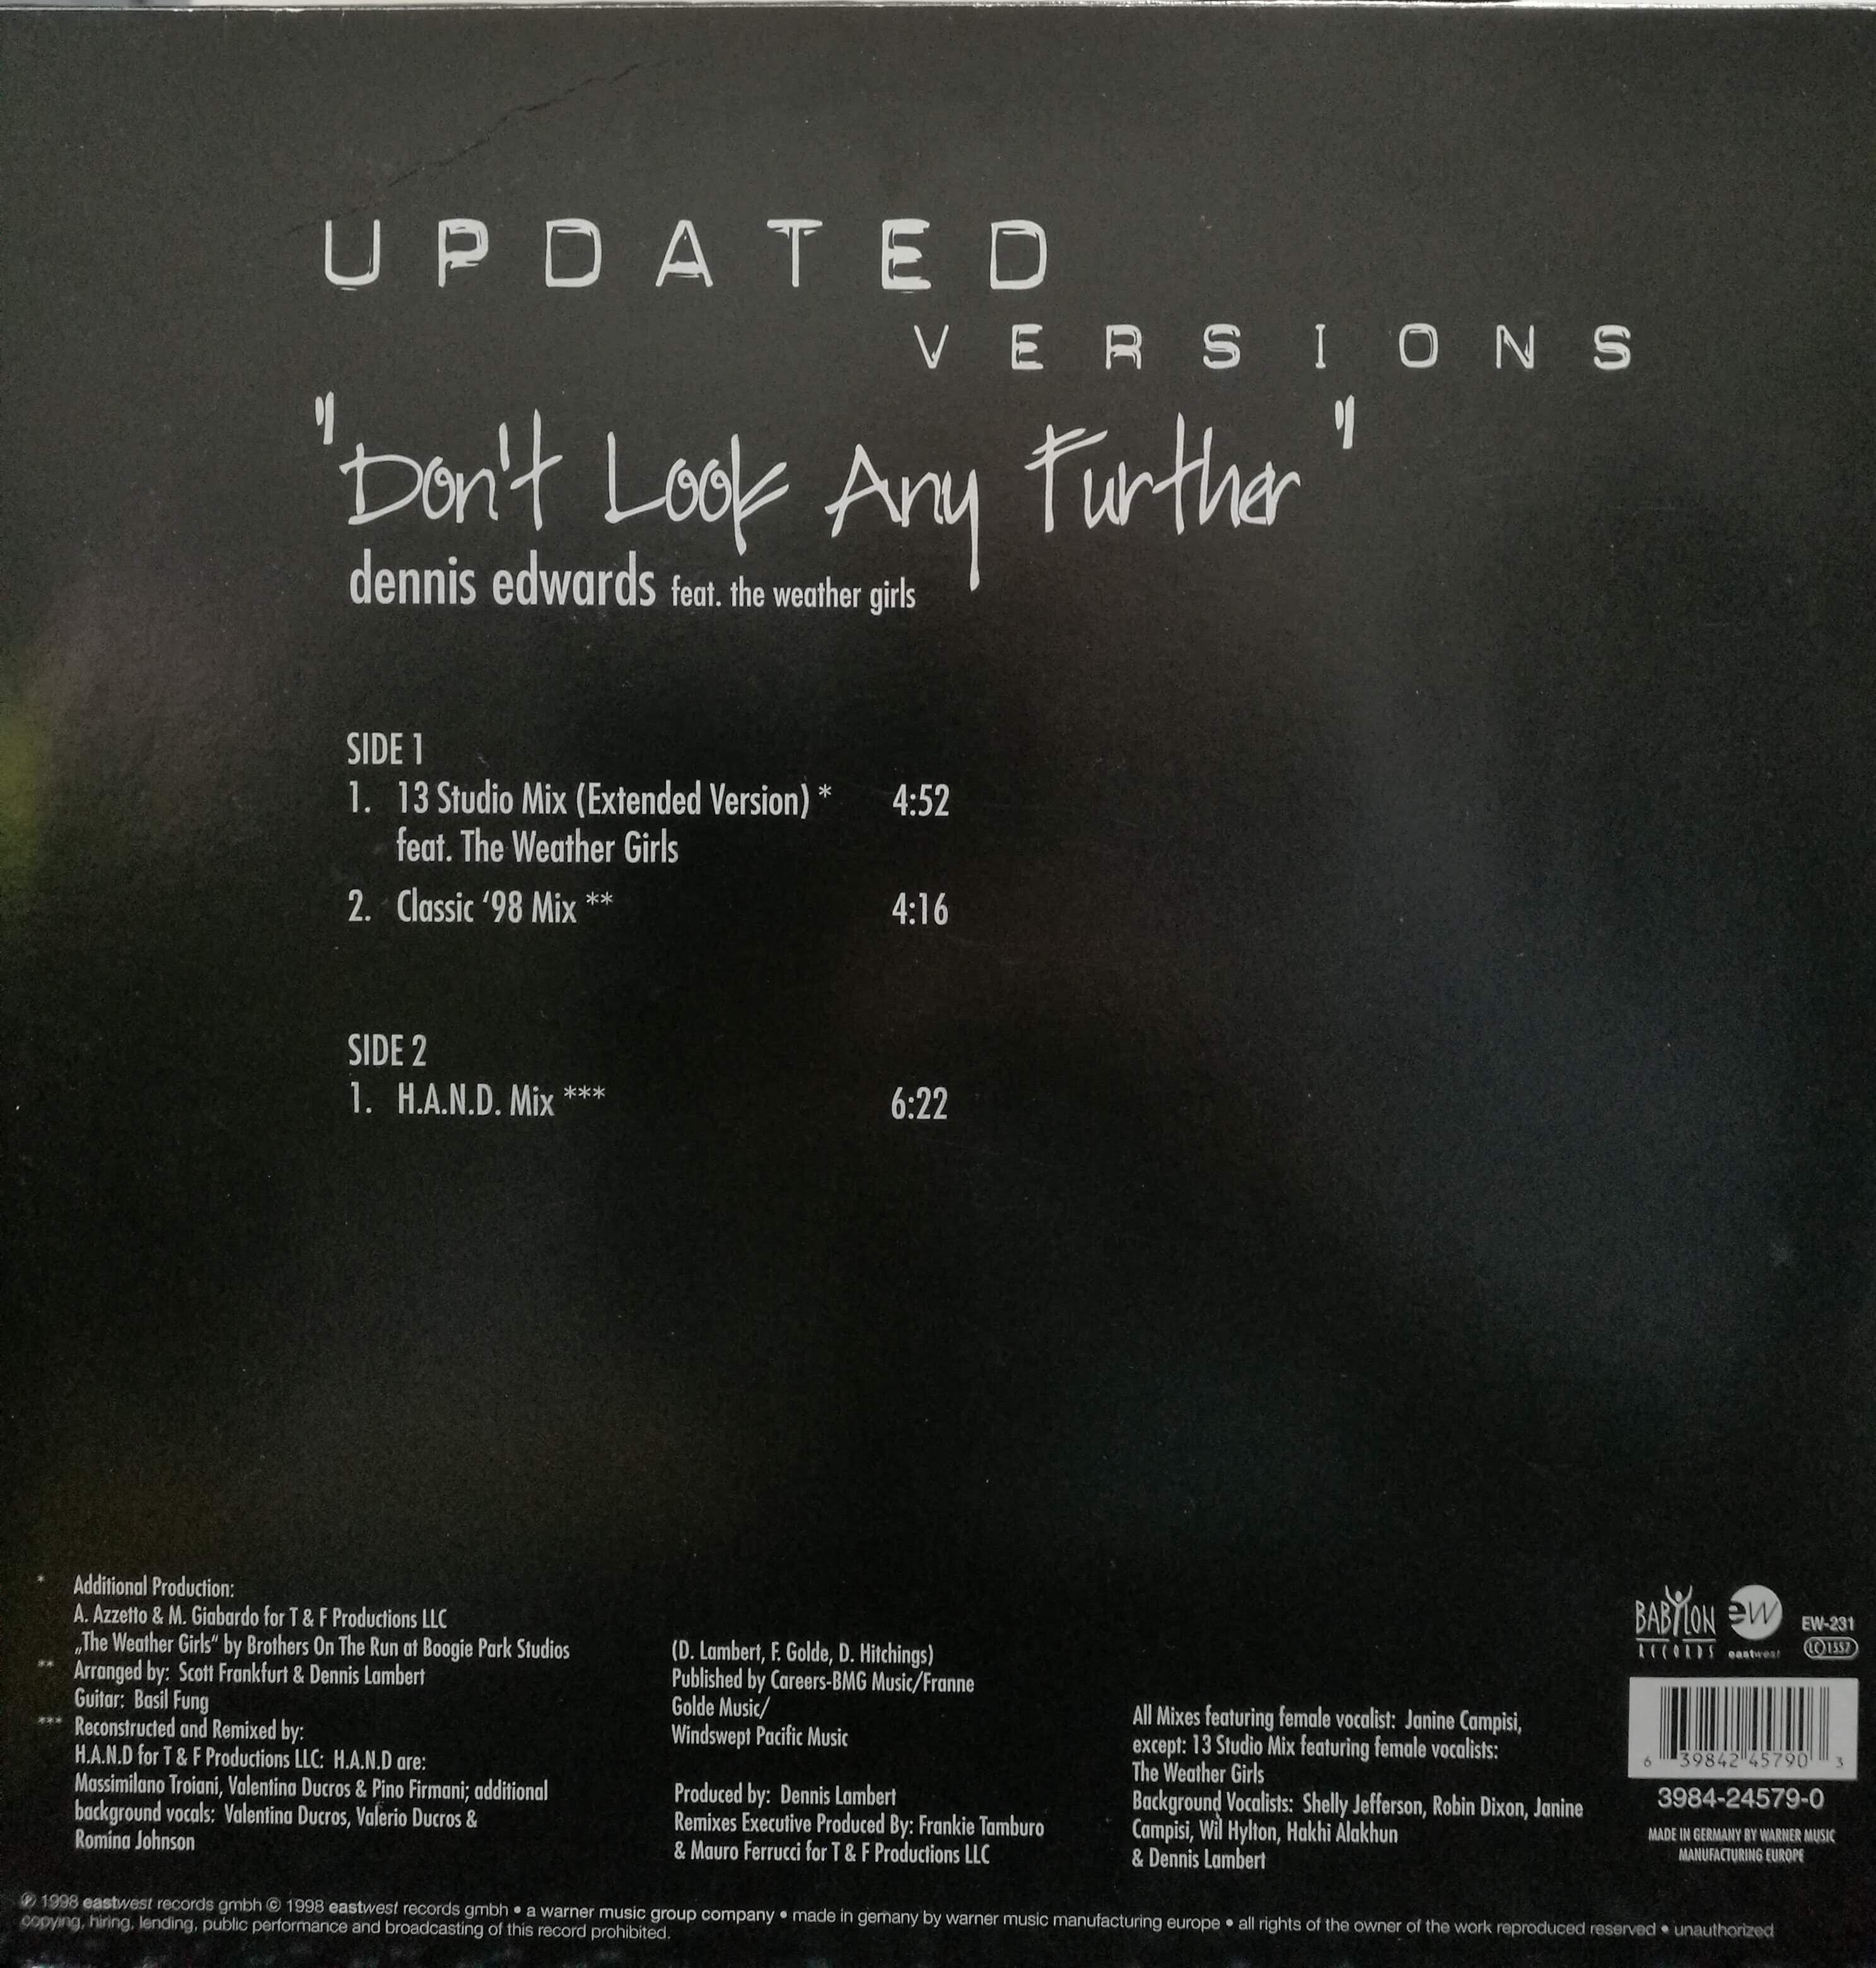 UPDATED
VERSIONS
"Don't Look Any Further"
dennis edwards feat. the weather girls
SIDE 1
1. 13 Studio Mix (Extended Version) * 4:52
feat. The Weather Girls
2. Classic ‘98 Mix ** 4:16
SIDE 2
1. H.A.N.D. Mix *** 6:22
* Additional Production:
A. Azzetto & M. Giabardo for T & F Productions LLC
„The Weather Girls“ by Brothers On The Run at Boogie Park Studios
** Arranged by: Scott Frankfurt & Dennis Lambert
Guitar: Basil Fung
*** Reconstructed and Remixed by:
H.A.N.D for T & F Productions LLC: H.A.N.D are:
Massimilano Troiani, Valentina Ducros & Pino Firmani; additional
background vocals: Valentina Ducros, Valerio Ducros &
Romina Johnson
(D. Lambert, F. Golde, D. Hitchings)
Published by Careers-BMG Music/Franne
Golde Music/
Windswept Pacific Music
Produced by: Dennis Lambert
Remixes Executive Produced By: Frankie Tamburo
& Mauro Ferrucci for T & F Productions LLC
All Mixes featuring female vocalist: Janine Campisi,
except: 13 Studio Mix featuring female vocalists:
The Weather Girls
Background Vocalists: Shelly Jefferson, Robin Dixon, Janine
Campisi, Wil Hylton, Hakhi Alakhun
& Dennis Lambert
BABYLON
RECORDS
ew
eastwest
EW-231
LC 1557
6 39842 45790 3
3984-24579-0
MADE IN GERMANY BY WARNER MUSIC
MANUFACTURING EUROPE
℗ 1998 eastwest records gmbh © 1998 eastwest records gmbh • a warner music group company • made in gemany by warner music manufacturing europe • all rights of the owner of the work reproduced reserved • unauthorized
copying, hiring, lending, public performance and broadcasting of this record prohibited.